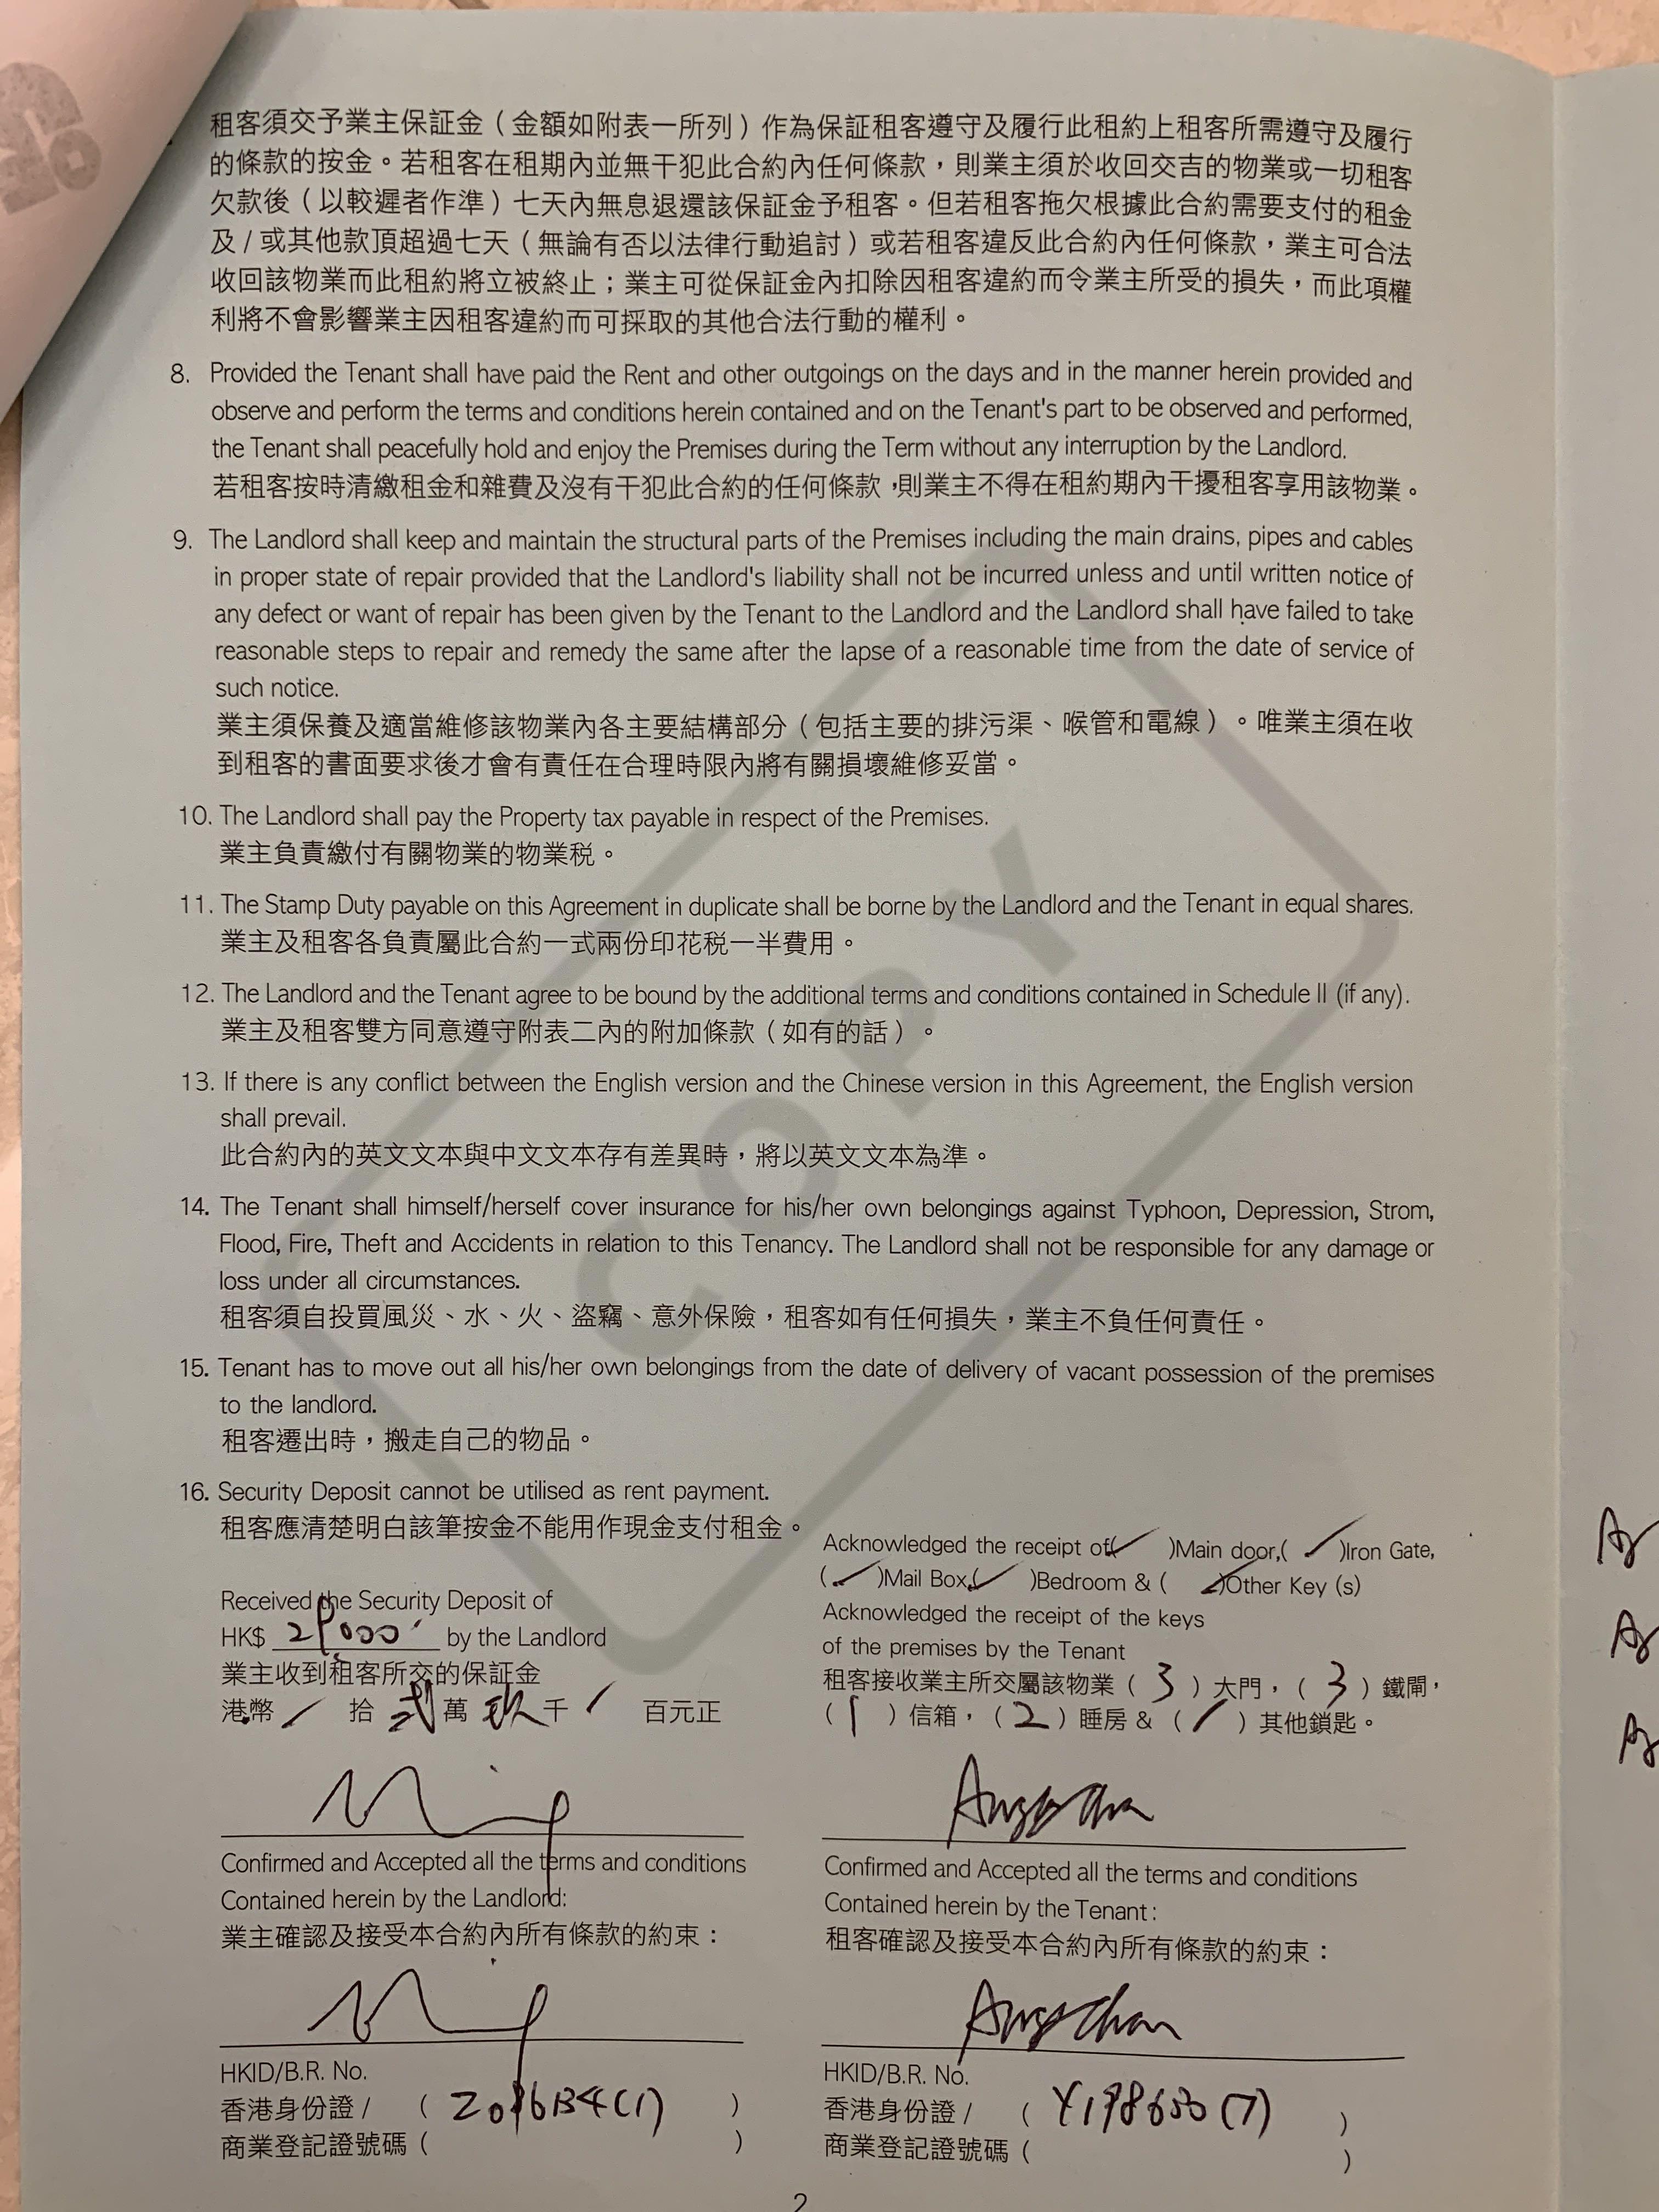 租客須交予業主保証金（金額如附表一所列）作為保証租客遵守及履行此租約上租客所需遵守及履行
的條款的按金。若租客在租期內並無干犯此合約內任何條款，則業主須於收回交吉的物業或一切租客
欠款後（以較遲者作準）七天內無息退還該保証金予租客。但若租客拖欠根據此合約需要支付的租金
及/或其他款頂超過七天（無論有否以法律行動追討）或若租客違反此合約內任何條款，業主可合法
收回該物業而此租約將立被終止；業主可從保証金內扣除因租客違約而令業主所受的損失，而此項權
利將不會影響業主因租客違約而可採取的其他合法行動的權利。
8. Provided the Tenant shall have paid the Rent and other outgoings on the days and in the manner herein provided and
observe and perform the terms and conditions herein contained and on the Tenant's part to be observed and performed,
the Tenant shall peacefully hold and enjoy the Premises during the Term without any interruption by the Landlord.
若租客按時清繳租金和雜費及沒有干犯此合約的任何條款，則業主不得在租約期內干擾租客享用該物業。
9. The Landlord shall keep and maintain the structural parts of the Premises including the main drains, pipes and cables
in proper state of repair provided that the Landlord's liability shall not be incurred unless and until written notice of
any defect or want of repair has been given by the Tenant to the Landlord and the Landlord shall have failed to take
reasonable steps to repair and remedy the same after the lapse of a reasonable time from the date of service of
such notice.
業主須保養及適當維修該物業內各主要結構部分（包括主要的排污渠、喉管和電線）。唯業主須在收
到租客的書面要求後才會有責任在合理時限內將有關損壞維修妥當。
10. The Landlord shall pay the Property tax payable in respect of the Premises.
業主負責繳付有關物業的物業税。
11. The Stamp Duty payable on this Agreement in duplicate shall be borne by the Landlord and the Tenant in equal shares.
業主及租客各負責屬此合約一式兩份印花税一半費用。
12. The Landlord and the Tenant agree to be bound by the additional terms and conditions contained in Schedule II (if any).
業主及租客雙方同意遵守附表二內的附加條款（如有的話）。
13. If there is any conflict between the English version and the Chinese version in this Agreement, the English version
shall prevail.
此合約內的英文文本與中文文本存有差異時，將以英文文本為準。
14. The Tenant shall himself/herself cover insurance for his/her own belongings against Typhoon, Depression, Strom,
Flood, Fire, Theft and Accidents in relation to this Tenancy. The Landlord shall not be responsible for any damage or
loss under all circumstances.
租客須自投買風災、水、火、盜竊、意外保險，租客如有任何損失，業主不負任何責任。
15. Tenant has to move out all his/her own belongings from the date of delivery of vacant possession of the premises
to the landlord.
租客遷出時，搬走自己的物品。
16. Security Deposit cannot be utilised as rent payment.
租客應清楚明白該筆按金不能用作現金支付租金。
Acknowledged the receipt of(✓ )Main door,( ✓ )Iron Gate,
(✓ )Mail Box,(✓ )Bedroom & ( )Other Key (s)
Acknowledged the receipt of the keys
of the premises by the Tenant
租客接收業主所交屬該物業（ 3 ）大門，（ 3 ）鐵閘，
（ 1 ）信箱，（ 2 ）睡房 & （ / ）其他鎖匙。
Received the Security Deposit of
HK$ 29000 by the Landlord
業主收到租客所交的保証金
港幣 / 拾 貳 萬 玖 千 / 百元正
Confirmed and Accepted all the terms and conditions
Contained herein by the Landlord:
業主確認及接受本合約內所有條款的約束：
Confirmed and Accepted all the terms and conditions
Contained herein by the Tenant:
租客確認及接受本合約內所有條款的約束：
HKID/B.R. No.
香港身份證 / （ ）
商業登記證號碼（ ）
HKID/B.R. No.
香港身份證 / （ ）
商業登記證號碼（ ）
2
COPY